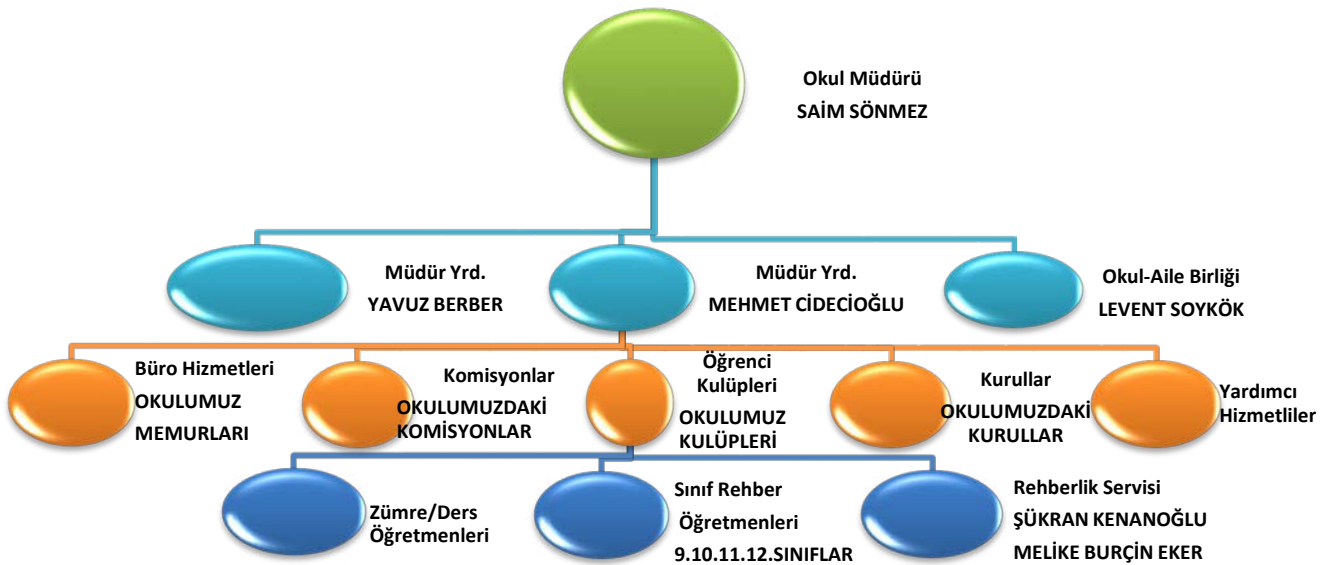 Okul Müdürü
SAİM SÖNMEZ
Müdür Yrd.
YAVUZ BERBER
Müdür Yrd.
MEHMET CİDECİOĞLU
Okul-Aile Birliği
LEVENT SOYKÖK
Büro Hizmetleri
OKULUMUZ
MEMURLARI
Komisyonlar
OKULUMUZDAKİ
KOMİSYONLAR
Öğrenci
Kulüpleri
OKULUMUZ
KULÜPLERİ
Kurullar
OKULUMUZDAKİ
KURULLAR
Yardımcı
Hizmetliler
Zümre/Ders
Öğretmenleri
Sınıf Rehber
Öğretmenleri
9.10.11.12.SINIFLAR
Rehberlik Servisi
ŞÜKRAN KENANOĞLU
MELİKE BURÇİN EKER